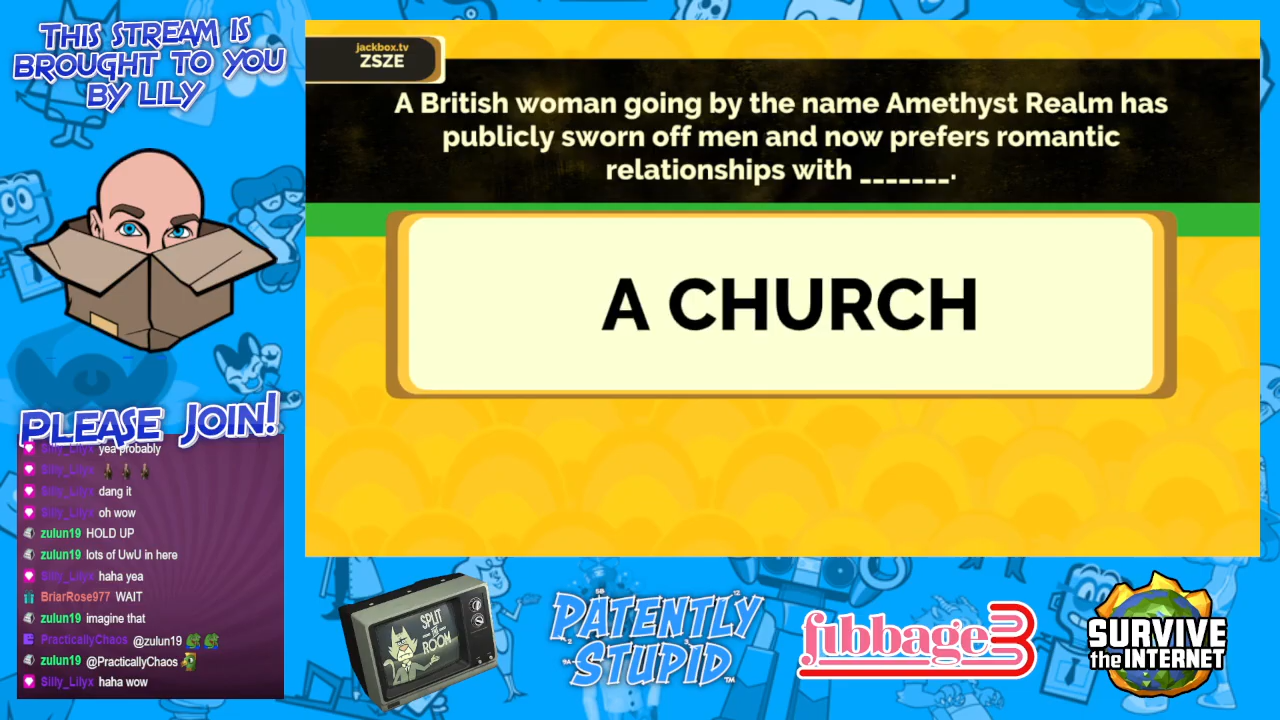 THIS STREAM IS
BROUGHT TO YOU
BY LILY
jackbox.tv
ZSZE
A British woman going by the name Amethyst Realm has
publicly sworn off men and now prefers romantic
relationships with _______.
A CHURCH
PLEASE JOIN!
Silly_Lilyx yea probably
Silly_Lilyx
Silly_Lilyx dang it
Silly_Lilyx oh wow
zulun19 HOLD UP
zulun19 lots of UwU in here
Silly_Lilyx haha yea
BriarRose977 WAIT
zulun19 imagine that
PracticallyChaos @zulun19
zulun19 @PracticallyChaos
Silly_Lilyx haha wow
SPLIT
THE
ROOM
PATENTLY
STUPID
fibbage 3
SURVIVE
the INTERNET